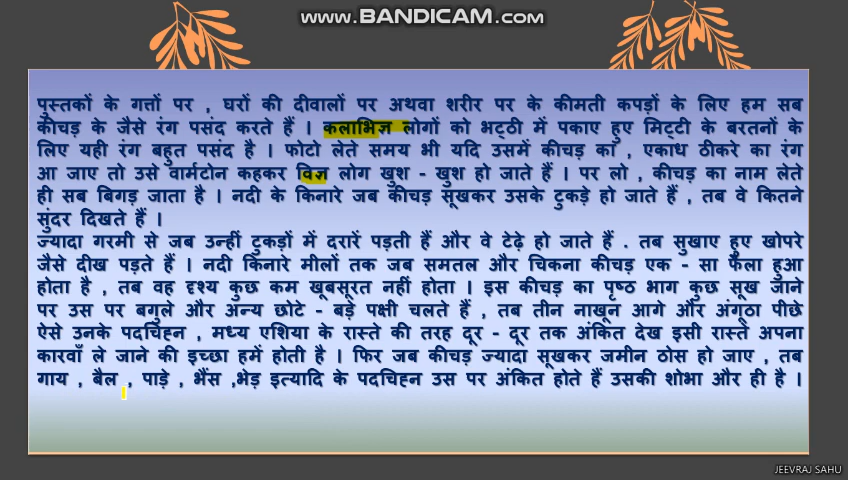 www.BANDICAM.com
पुस्तकों के गत्तों पर , घरों की दीवालों पर अथवा शरीर पर के कीमती कपड़ों के लिए हम सब
कीचड़ के जैसे रंग पसंद करते हैं । कलाभिज्ञ लोगों को भट्ठी में पकाए हुए मिट्टी के बरतनों के
लिए यही रंग बहुत पसंद है । फोटो लेते समय भी यदि उसमें कीचड़ का , एकाध ठीकरे का रंग
आ जाए तो उसे वार्मटोन कहकर विज्ञ लोग खुश - खुश हो जाते हैं । पर लो , कीचड़ का नाम लेते
ही सब बिगड़ जाता है । नदी के किनारे जब कीचड़ सूखकर उसके टुकड़े हो जाते हैं , तब वे कितने
सुंदर दिखते हैं ।
ज्यादा गरमी से जब उन्हीं टुकड़ों में दरारें पड़ती हैं और वे टेढ़े हो जाते हैं . तब सुखाए हुए खोपरे
जैसे दीख पड़ते हैं । नदी किनारे मीलों तक जब समतल और चिकना कीचड़ एक - सा फैला हुआ
होता है , तब वह दृश्य कुछ कम खूबसूरत नहीं होता । इस कीचड़ का पृष्ठ भाग कुछ सूख जाने
पर उस पर बगुले और अन्य छोटे - बड़े पक्षी चलते हैं , तब तीन नाखून आगे और अंगूठा पीछे
ऐसे उनके पदचिह्न , मध्य एशिया के रास्ते की तरह दूर - दूर तक अंकित देख इसी रास्ते अपना
कारवाँ ले जाने की इच्छा हमें होती है । फिर जब कीचड़ ज्यादा सूखकर जमीन ठोस हो जाए , तब
गाय , बैल , पाड़े , भैंस ,भेड़ इत्यादि के पदचिह्न उस पर अंकित होते हैं उसकी शोभा और ही है ।
JEEVRAJ SAHU